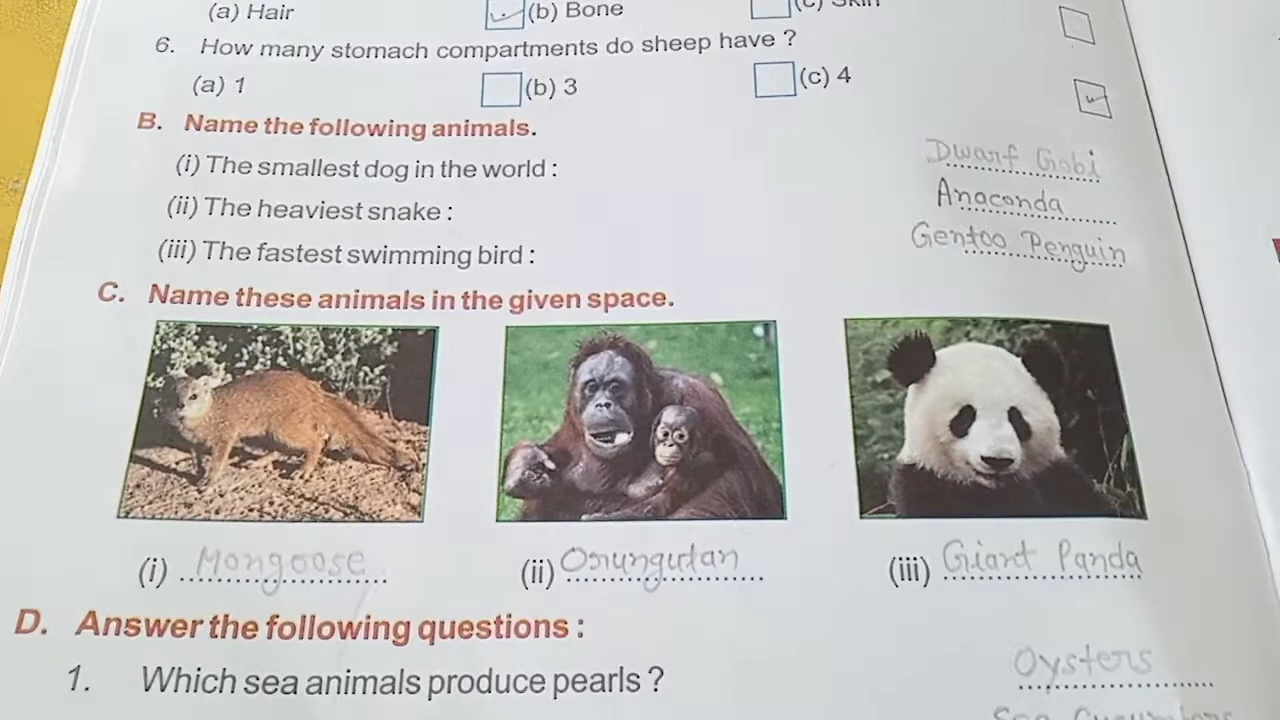 (a) Hair (b) Bone (c) Skin
6. How many stomach compartments do sheep have ?
(a) 1 (b) 3 (c) 4
B. Name the following animals.
(i) The smallest dog in the world : Dwarf Gobi
(ii) The heaviest snake : Anaconda
(iii) The fastest swimming bird : Gentoo Penguin
C. Name these animals in the given space.
(i) Mongoose (ii) Orungutan (iii) Giant Panda
D. Answer the following questions :
1. Which sea animals produce pearls ? Oysters
Sea Cucumbers